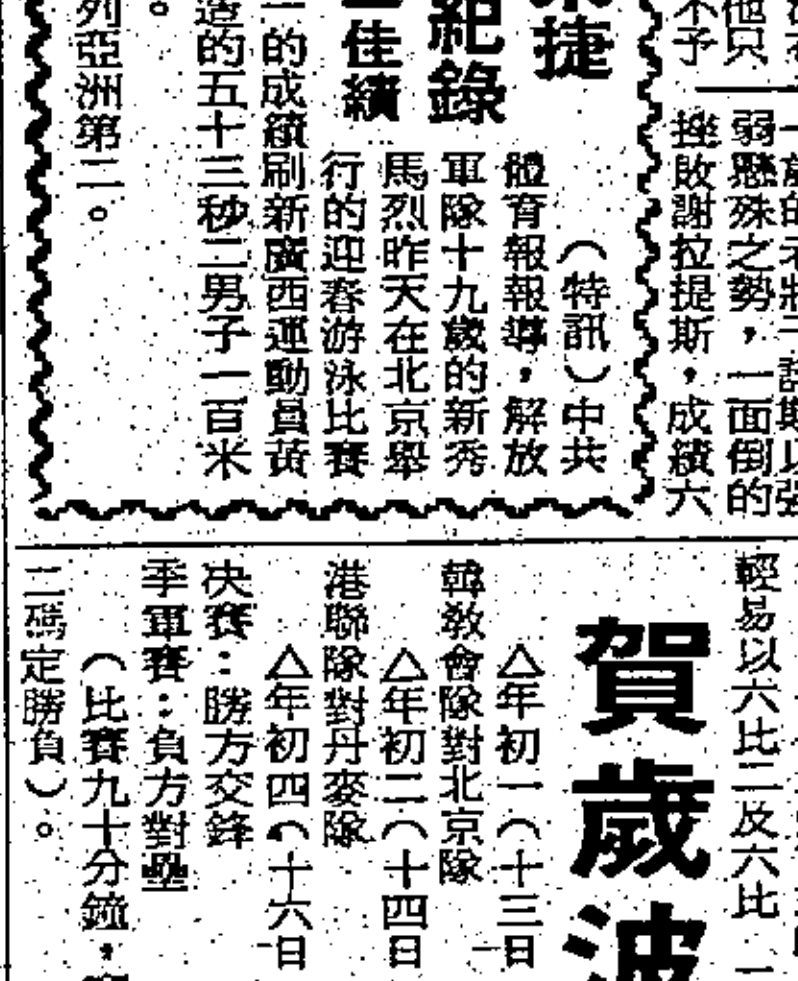 他只
不予
弱懸殊之勢，一面倒的
挫敗謝拉提斯，成績六
輕易以六比二反六比
捷
紀錄
佳績
（特訊）中共
體育報報導，解放
軍隊十九歲的新秀
馬烈昨天在北京舉
行的迎春游泳比賽
一的成績刷新廣西運動員黃
造的五十三秒二男子一百米
。
列亞洲第二。
賀歲波
△年初一（十三日
韓教會隊對北京隊
△年初二（十四日
港聯隊對丹麥隊
△年初四（十六日
决賽：勝方交鋒
季軍賽：負方對壘
（比賽九十分鐘，
二碼定勝負）。